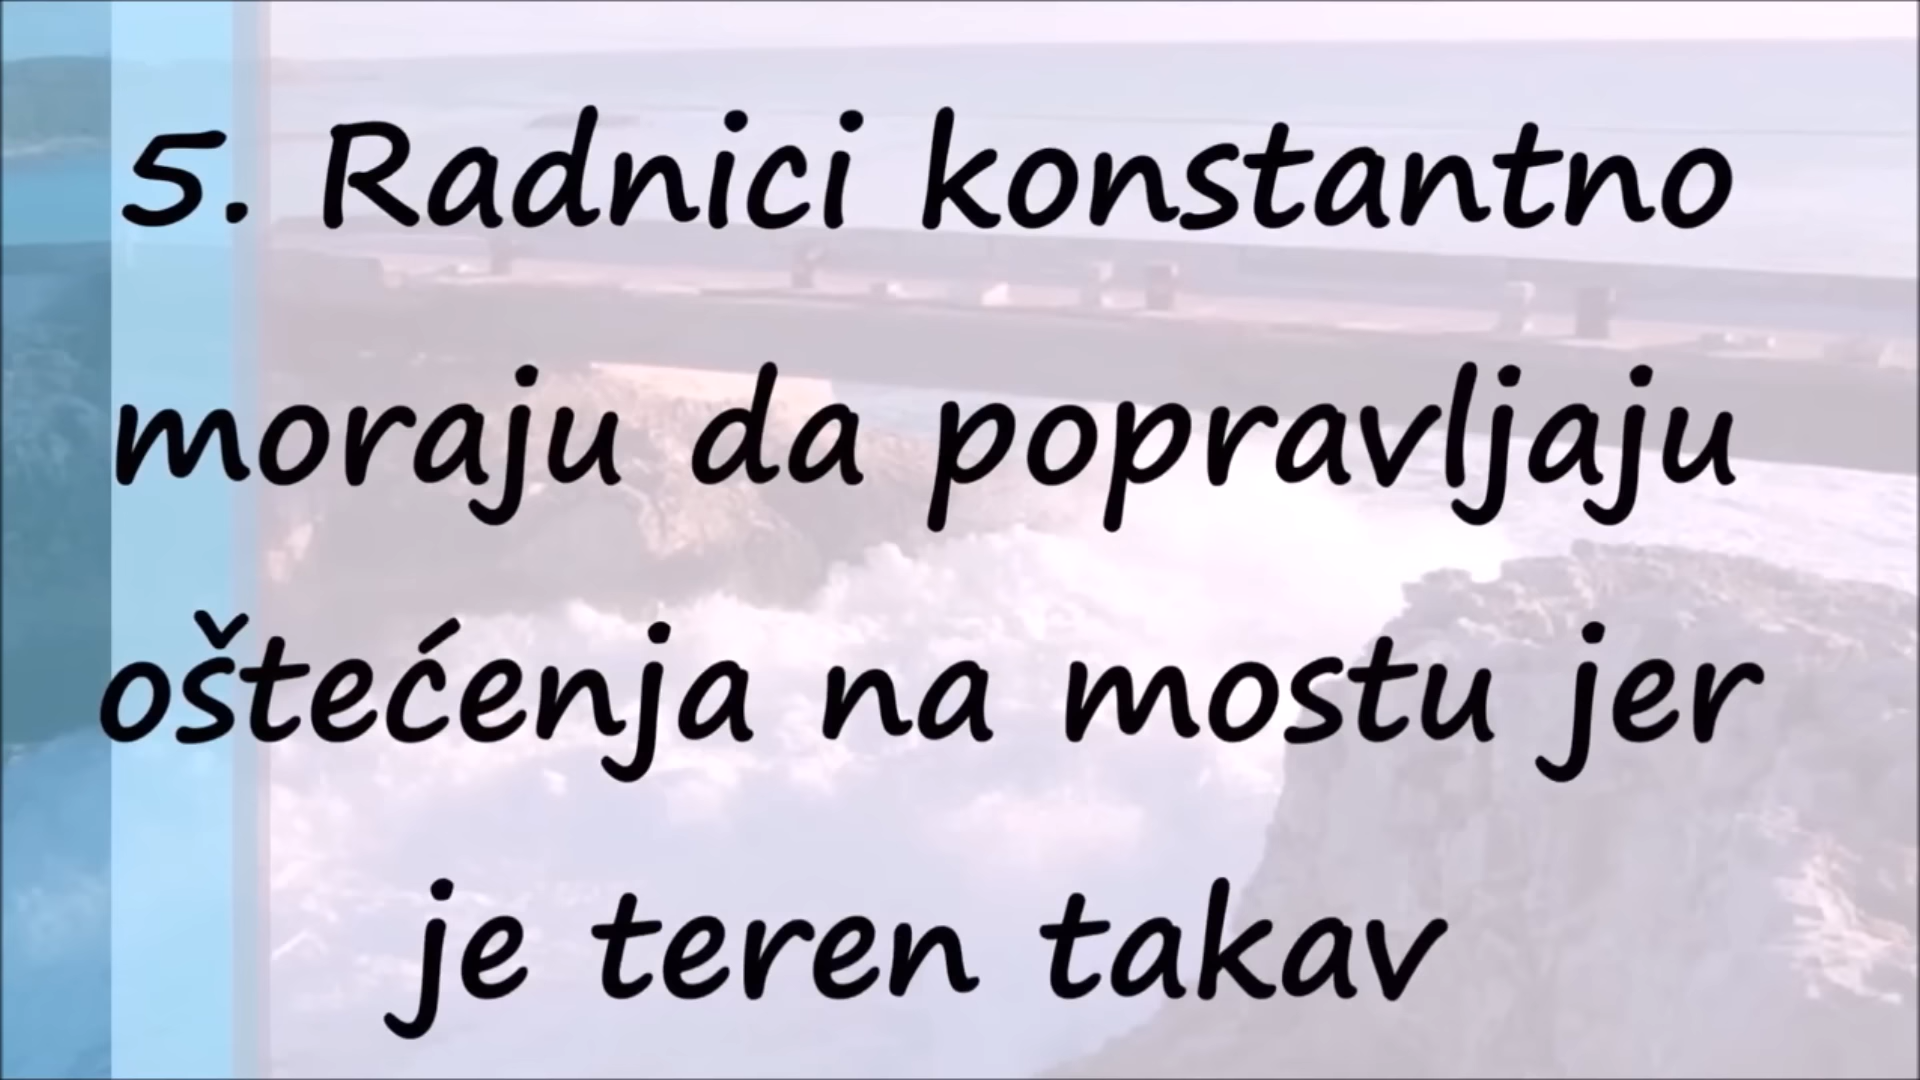 5. Radnici konstantno
moraju da popravljaju
oštećenja na mostu jer
je teren takav